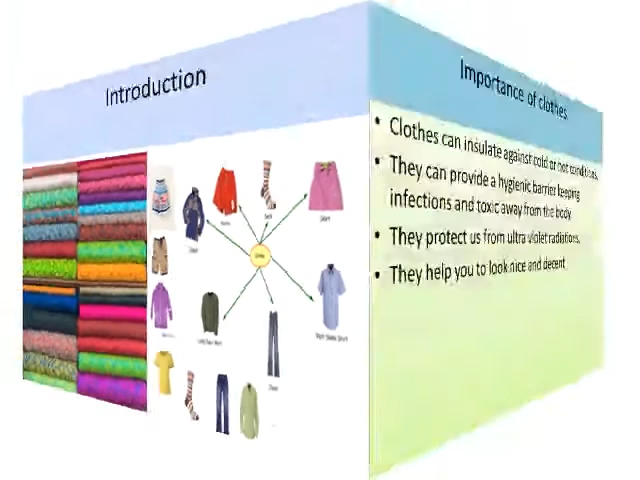 Introduction
Importance of clothes
• Clothes can insulate against cold or hot conditions.
• They can provide a hygienic barrier keeping
infections and toxic away from the body
• They protect us from ultra violet radiations.
• They help you to look nice and decent